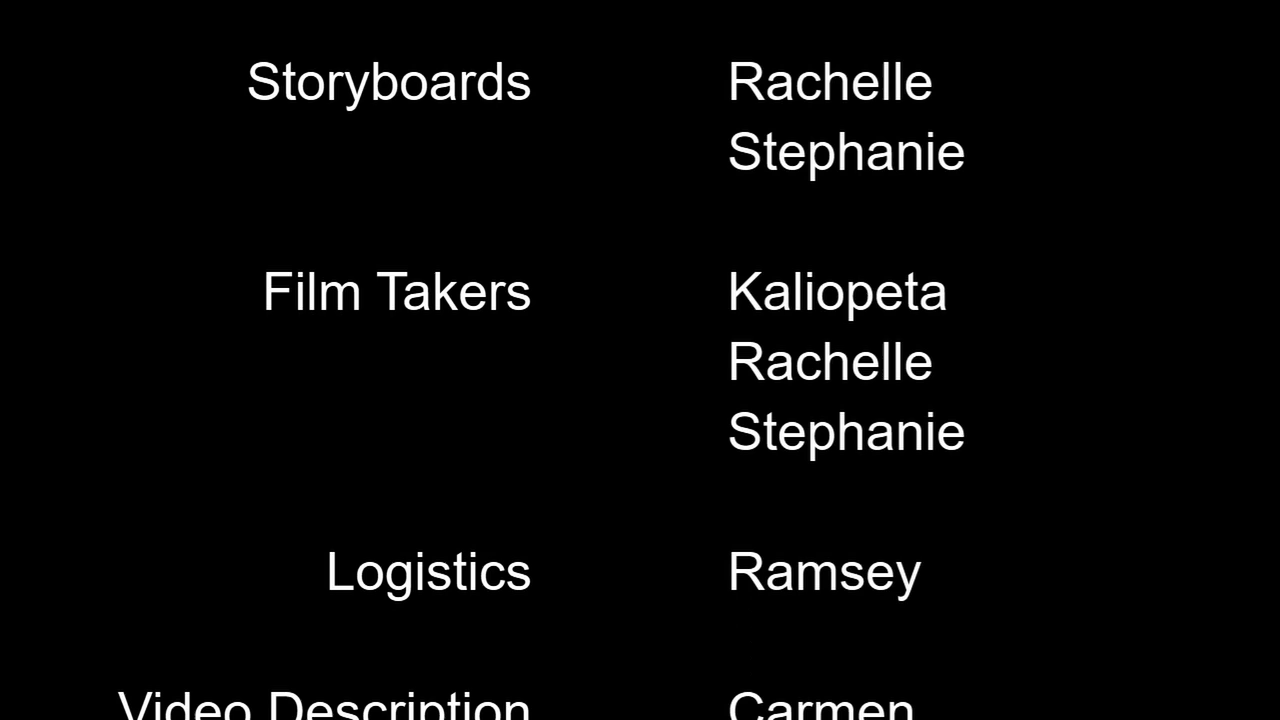 Storyboards Rachelle
Stephanie
Film Takers Kaliopeta
Rachelle
Stephanie
Logistics Ramsey
Video Description Carmen